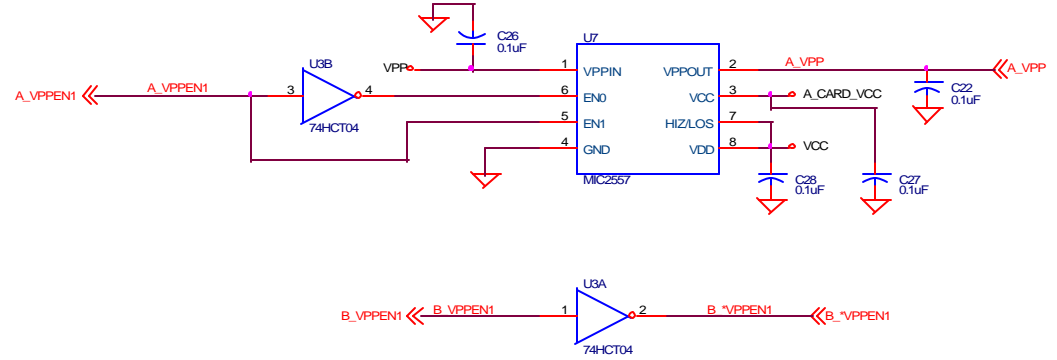 C26
0.1uF
U7
U3B
VPP
1
VPPIN
VPPOUT
2
A_VPP
A_VPP
A_VPPEN1
A_VPPEN1
3
4
6
EN0
VCC
3
A_CARD_VCC
C22
0.1uF
74HCT04
5
EN1
HIZ/LOS
7
4
GND
VDD
8
VCC
MIC2557
C28
0.1uF
C27
0.1uF
U3A
B_VPPEN1
B_VPPEN1
1
2
B_*VPPEN1
B_*VPPEN1
74HCT04